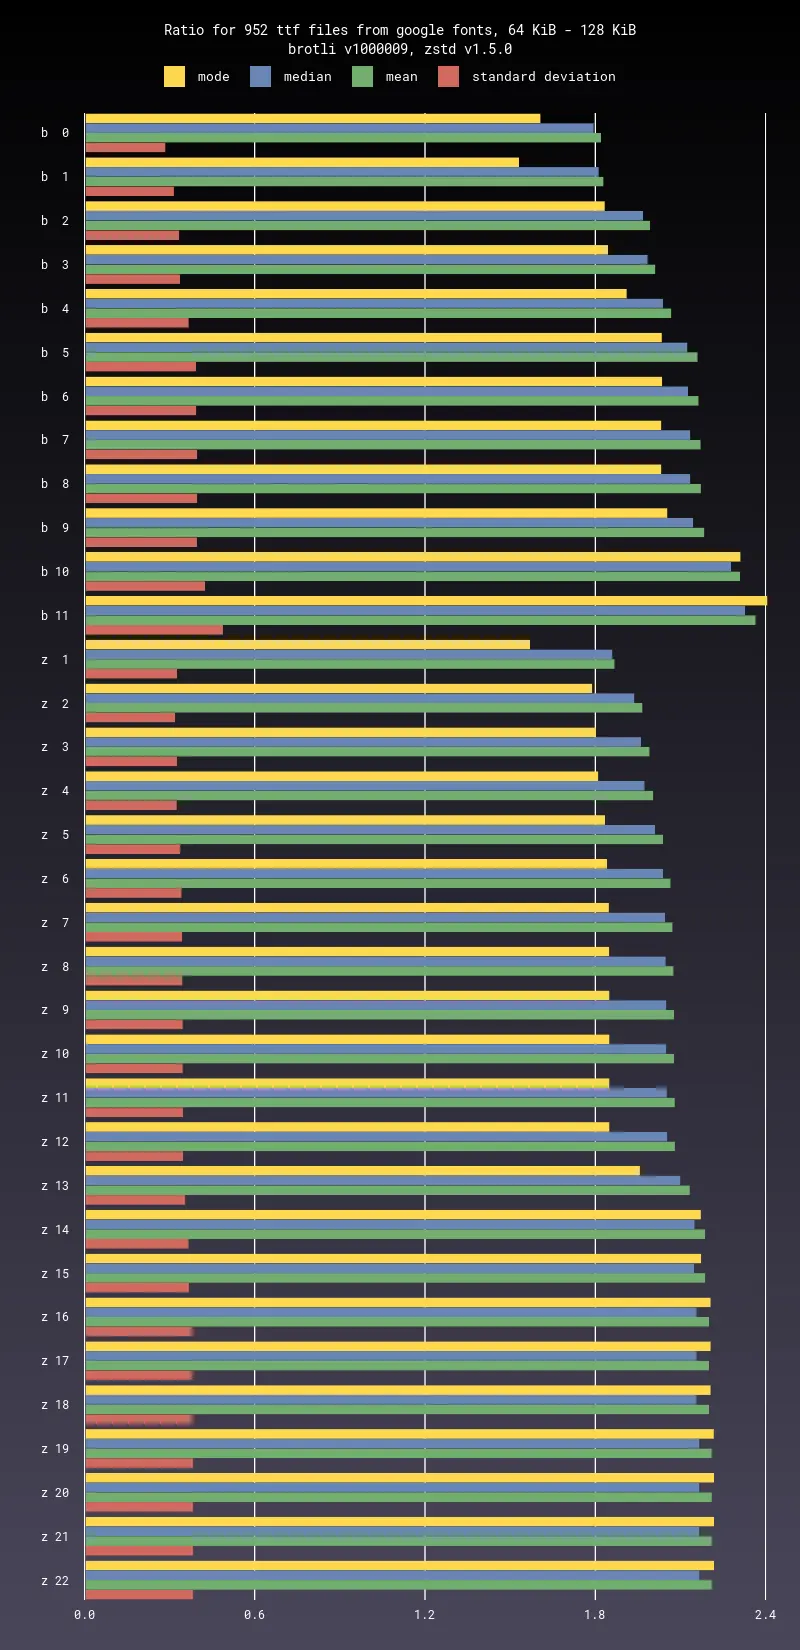 Ratio for 952 ttf files from google fonts, 64 KiB - 128 KiB
brotli v1000009, zstd v1.5.0
mode median mean standard deviation
b 0
b 1
b 2
b 3
b 4
b 5
b 6
b 7
b 8
b 9
b 10
b 11
z 1
z 2
z 3
z 4
z 5
z 6
z 7
z 8
z 9
z 10
z 11
z 12
z 13
z 14
z 15
z 16
z 17
z 18
z 19
z 20
z 21
z 22
0.0 0.6 1.2 1.8 2.4